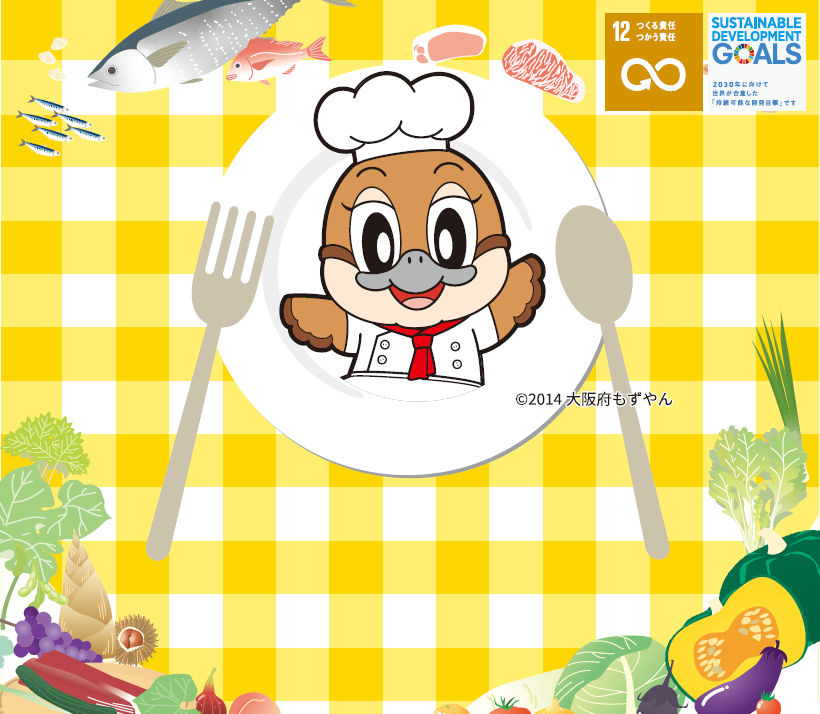 12 つくる責任
つかう責任
SUSTAINABLE
DEVELOPMENT
GOALS
2030年に向けて
世界が合意した
「持続可能な開発目標」です
©2014 大阪府もずやん